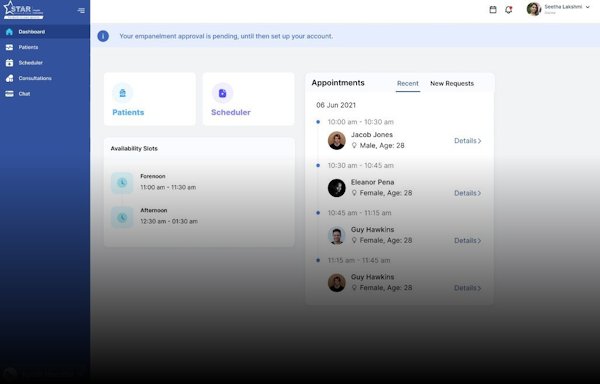 STAR
Seetha Lakshmi
Dashboard
Patients
Scheduler
Consultations
Chat
Your empanelment approval is pending, until then set up your account.
Patients
Scheduler
Availability Slots
Forenoon
11:00 am - 11:30 am
Afternoon
12:30 am - 01:30 am
Appointments
Recent
New Requests
06 Jun 2021
10:00 am - 10:30 am
Jacob Jones
Male, Age: 28
Details
10:30 am - 10:45 am
Eleanor Pena
Female, Age: 28
Details
10:45 am - 11:15 am
Guy Hawkins
Female, Age: 28
Details
11:15 am - 11:45 am
Guy Hawkins
Female, Age: 28
Details